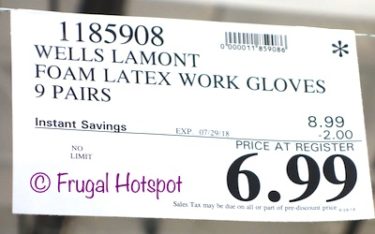 1185908
0000011859086
*
WELLS LAMONT
FOAM LATEX WORK GLOVES
9 PAIRS
8.99
Instant Savings EXP. 07/29/18 -2.00
NO LIMIT
PRICE AT REGISTER
6.99
© Frugal Hotspot
Sales Tax may be due on all or part of pre-discount price